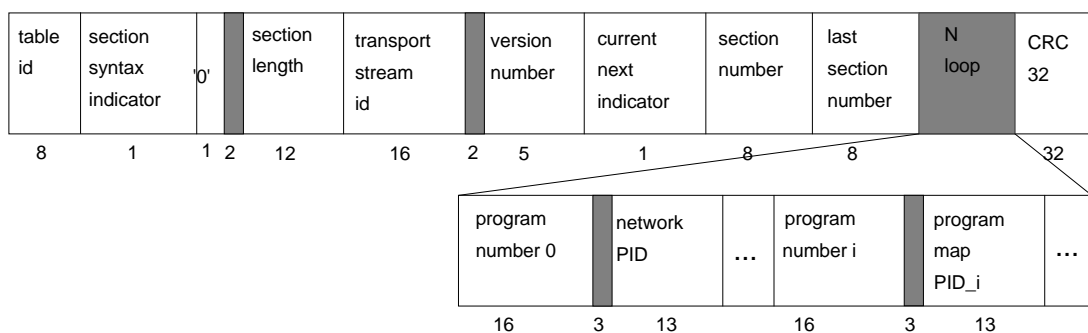 table id
section syntax indicator
'0'
section length
transport stream id
version number
current next indicator
section number
last section number
N loop
CRC 32
8 1 1 2 12 16 2 5 1 8 8 32
program number 0
network PID
...
program number i
program map PID_i
...
16 3 13 16 3 13